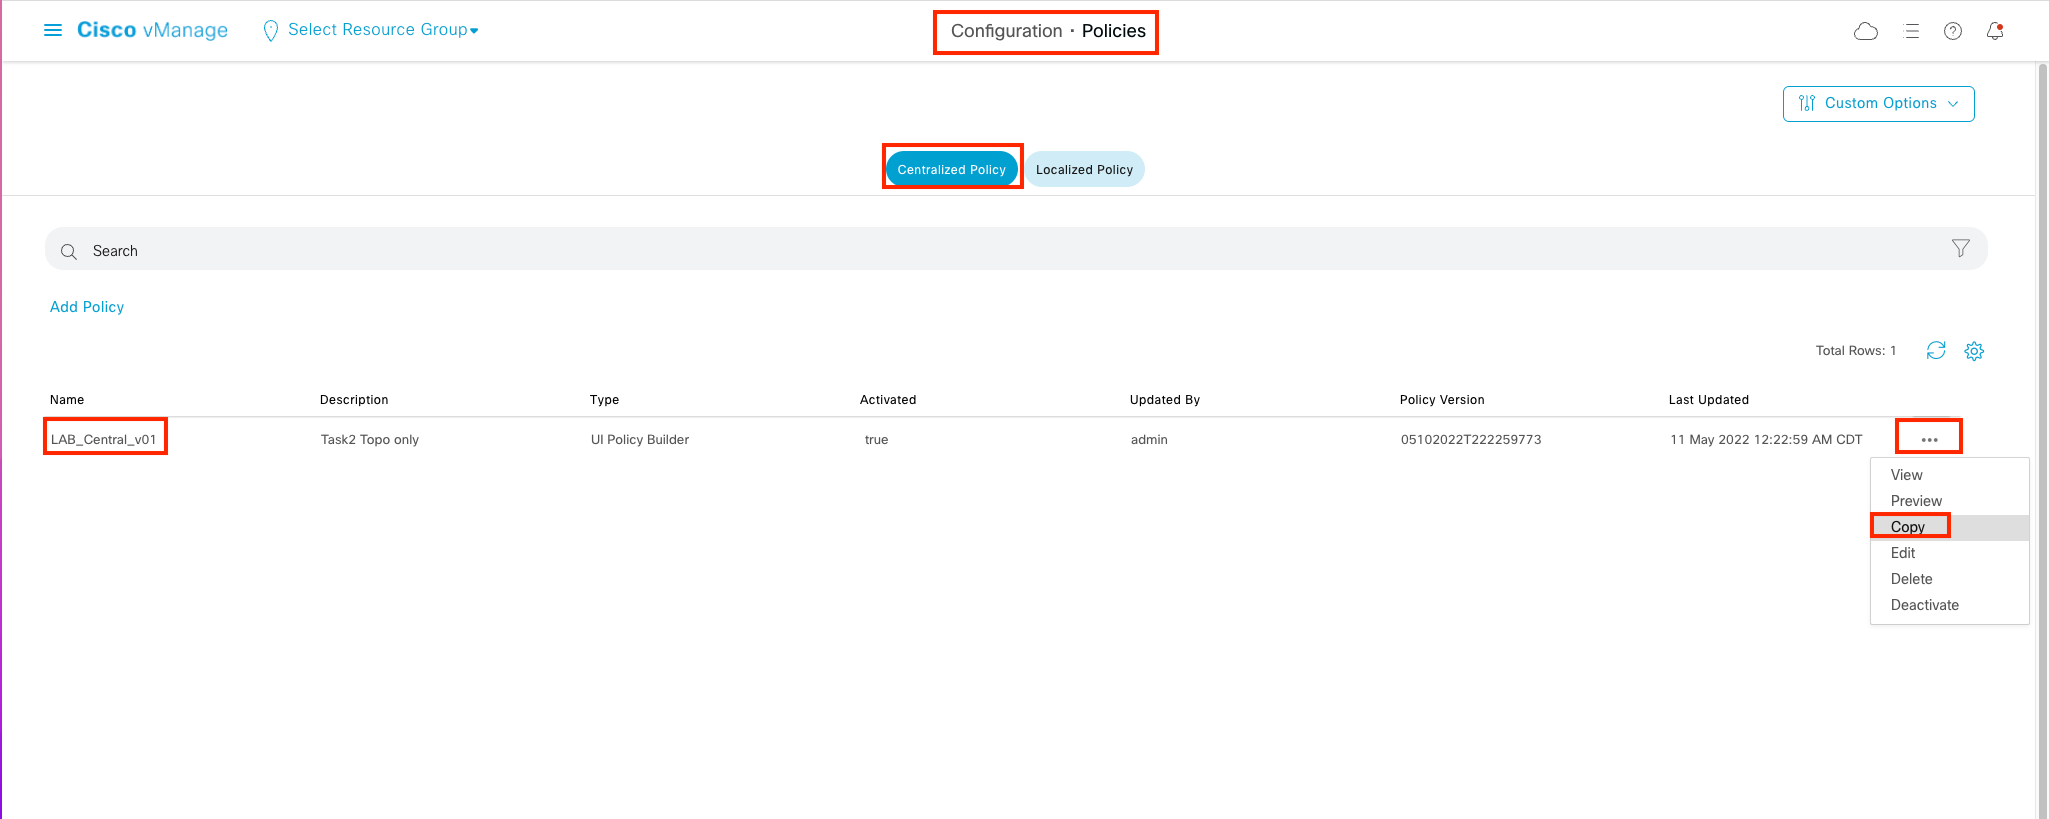 Cisco vManage
Select Resource Group
Configuration · Policies
Custom Options
Centralized Policy
Localized Policy
Search
Add Policy
Total Rows: 1
Name Description Type Activated Updated By Policy Version Last Updated
LAB_Central_v01 Task2 Topo only UI Policy Builder true admin 05102022T222259773 11 May 2022 12:22:59 AM CDT
View
Preview
Copy
Edit
Delete
Deactivate